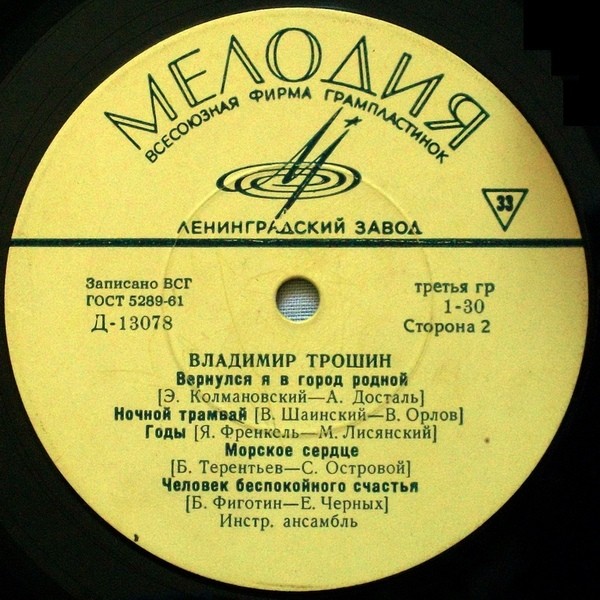 МЕЛОДИЯ
ВСЕСОЮЗНАЯ ФИРМА ГРАМПЛАСТИНОК
ЛЕНИНГРАДСКИЙ ЗАВОД
33
Записано ВСГ
ГОСТ 5289-61
Д-13078
третья гр
1-30
Сторона 2
ВЛАДИМИР ТРОШИН
Вернулся я в город родной
[Э. Колмановский—А. Досталь]
Ночной трамвай [В. Шаинский—В. Орлов]
Годы [Я. Френкель—М. Лисянский]
Морское сердце
[Б. Терентьев—С. Островой]
Человек беспокойного счастья
[Б. Фиготин—Е. Черных]
Инстр. ансамбль